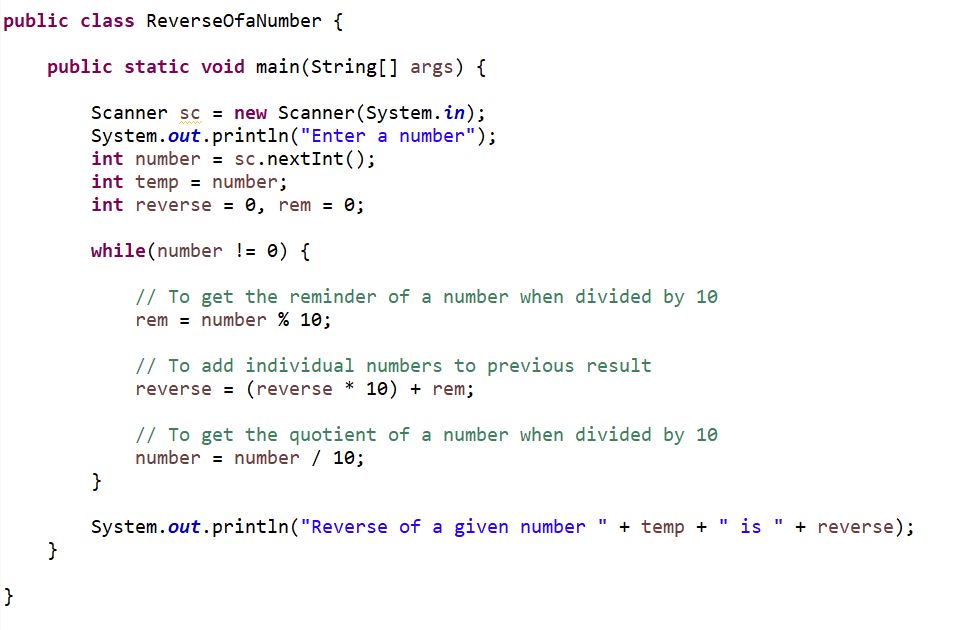 public class ReverseOfaNumber {
public static void main(String[] args) {
Scanner sc = new Scanner(System.in);
System.out.println("Enter a number");
int number = sc.nextInt();
int temp = number;
int reverse = 0, rem = 0;
while(number != 0) {
// To get the reminder of a number when divided by 10
rem = number % 10;
// To add individual numbers to previous result
reverse = (reverse * 10) + rem;
// To get the quotient of a number when divided by 10
number = number / 10;
}
System.out.println("Reverse of a given number " + temp + " is " + reverse);
}
}